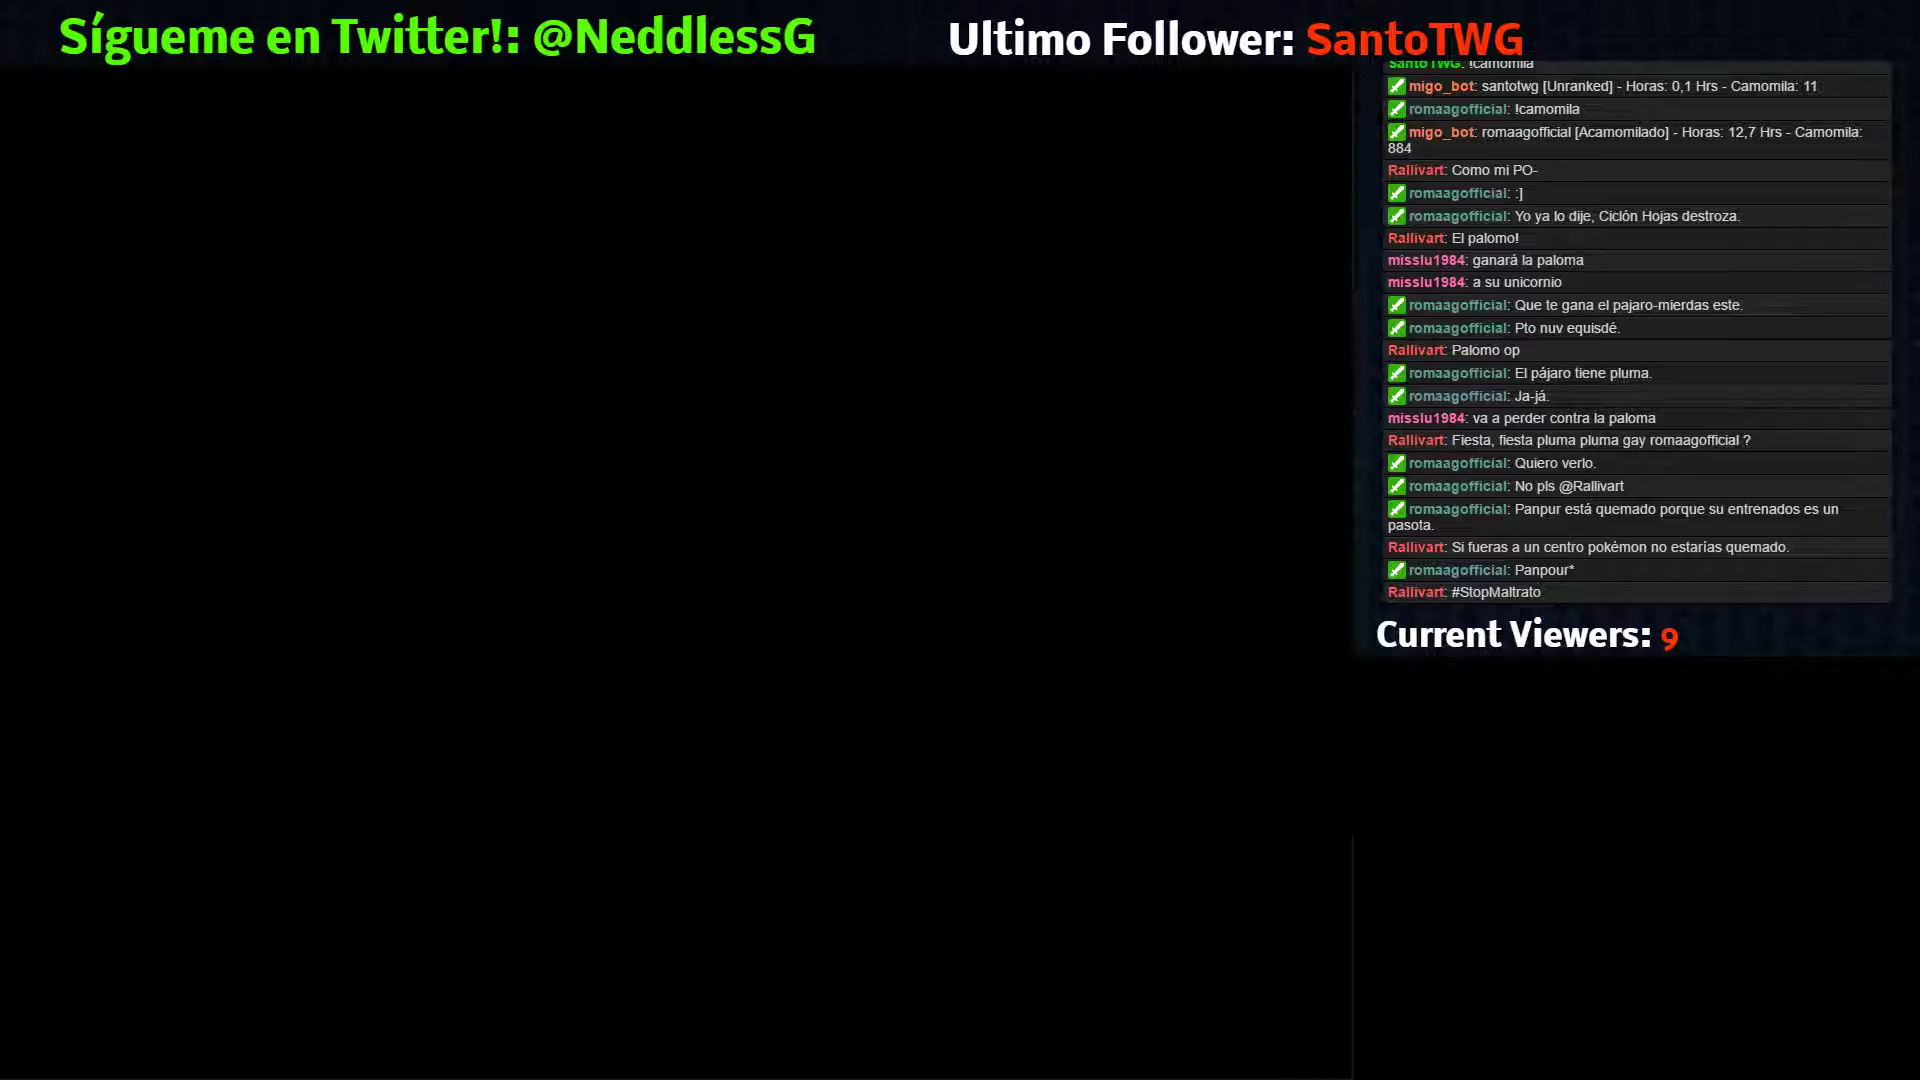 Sígueme en Twitter!: @NeddlessG
Ultimo Follower: SantoTWG
SantoTWG: !camomila
migo_bot: santotwg [Unranked] - Horas: 0,1 Hrs - Camomila: 11
romaagofficial: !camomila
migo_bot: romaagofficial [Acamomilado] - Horas: 12,7 Hrs - Camomila:
884
Rallivart: Como mi PO-
romaagofficial: :]
romaagofficial: Yo ya lo dije, Ciclón Hojas destroza.
Rallivart: El palomo!
misslu1984: ganará la paloma
misslu1984: a su unicornio
romaagofficial: Que te gana el pajaro-mierdas este.
romaagofficial: Pto nuv equisdé.
Rallivart: Palomo op
romaagofficial: El pájaro tiene pluma.
romaagofficial: Ja-já.
misslu1984: va a perder contra la paloma
Rallivart: Fiesta, fiesta pluma pluma gay romaagofficial ?
romaagofficial: Quiero verlo.
romaagofficial: No pls @Rallivart
romaagofficial: Panpur está quemado porque su entrenados es un
pasota.
Rallivart: Si fueras a un centro pokémon no estarías quemado.
romaagofficial: Panpour*
Rallivart: #StopMaltrato
Current Viewers: 9